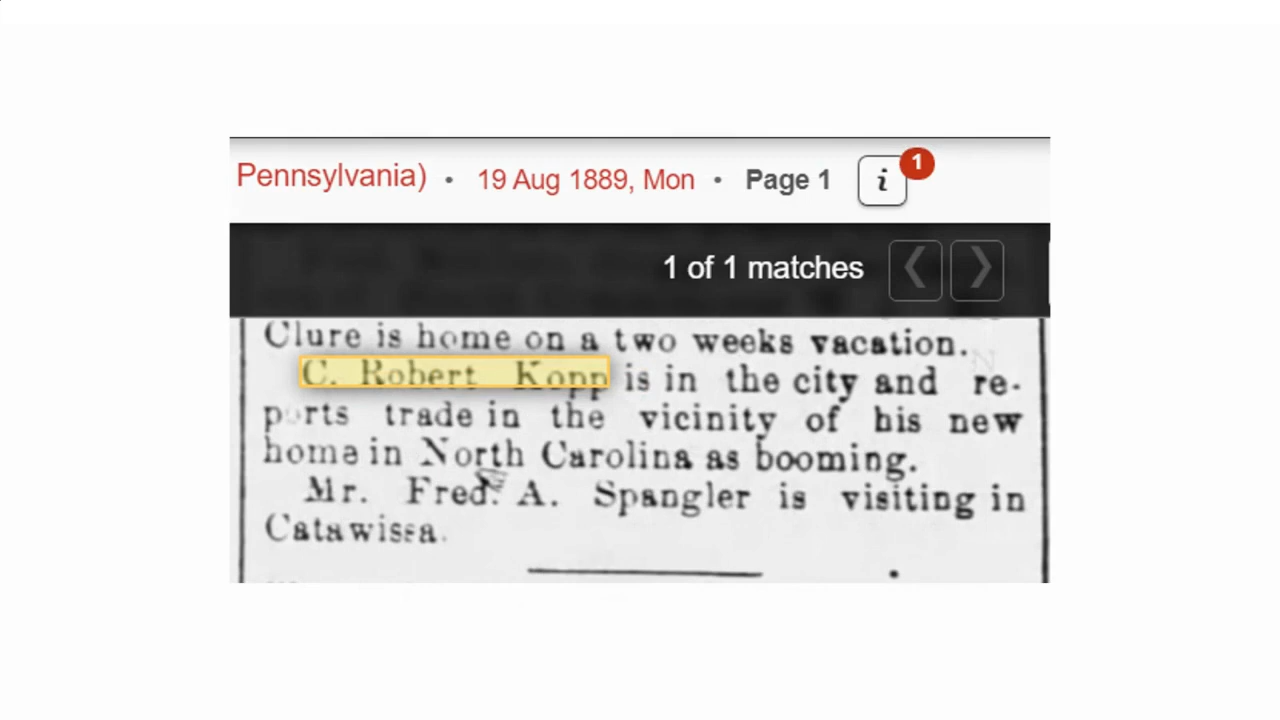 Pennsylvania) • 19 Aug 1889, Mon • Page 1 i 1
1 of 1 matches
Clure is home on a two weeks vacation.
C. Robert Kopp is in the city and re-
ports trade in the vicinity of his new
home in North Carolina as booming.
Mr. Fred. A. Spangler is visiting in
Catawissa.